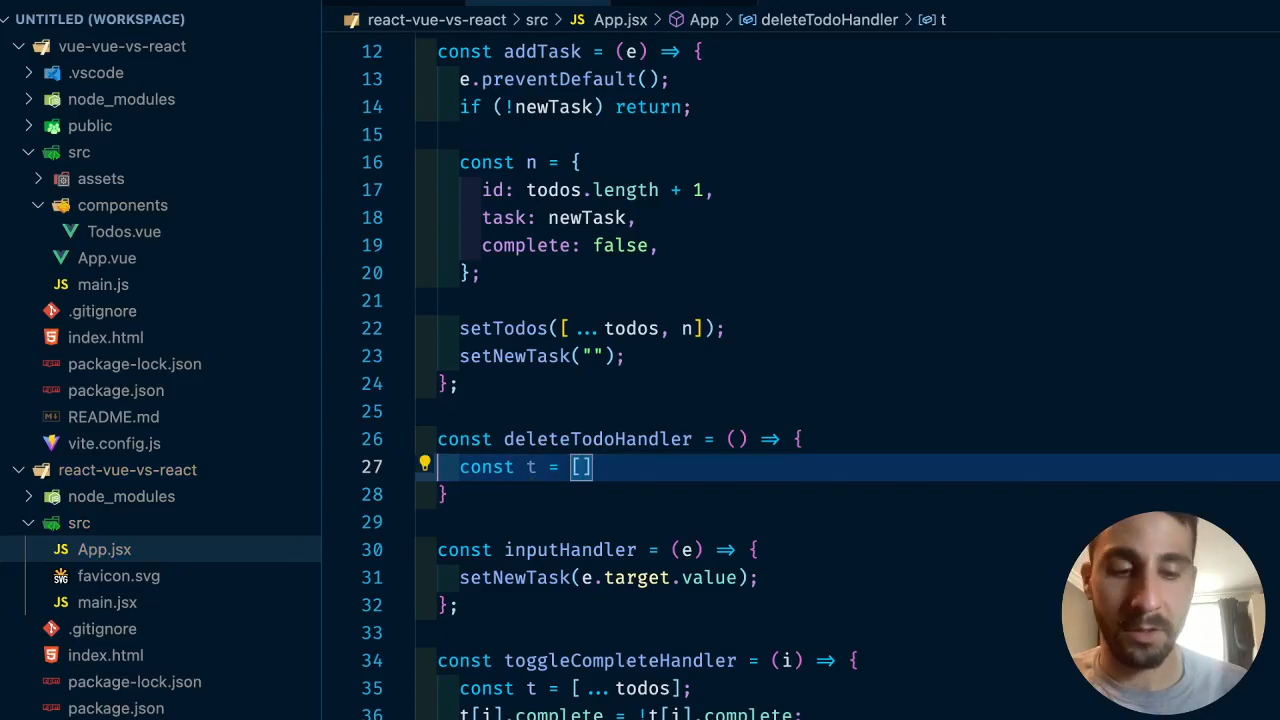 UNTITLED (WORKSPACE)
vue-vue-vs-react
.vscode
node_modules
public
src
assets
components
Todos.vue
App.vue
JS main.js
.gitignore
index.html
package-lock.json
package.json
README.md
vite.config.js
react-vue-vs-react
node_modules
src
JS App.jsx
favicon.svg
JS main.jsx
.gitignore
index.html
package-lock.json
package.json
react-vue-vs-react > src > JS App.jsx > App > deleteTodoHandler > t
12 const addTask = (e) => {
13 e.preventDefault();
14 if (!newTask) return;
15
16 const n = {
17 id: todos.length + 1,
18 task: newTask,
19 complete: false,
20 };
21
22 setTodos([...todos, n]);
23 setNewTask("");
24 };
25
26 const deleteTodoHandler = () => {
27 const t = []
28 }
29
30 const inputHandler = (e) => {
31 setNewTask(e.target.value);
32 };
33
34 const toggleCompleteHandler = (i) => {
35 const t = [...todos];
36 t[i].complete = !t[i].complete;